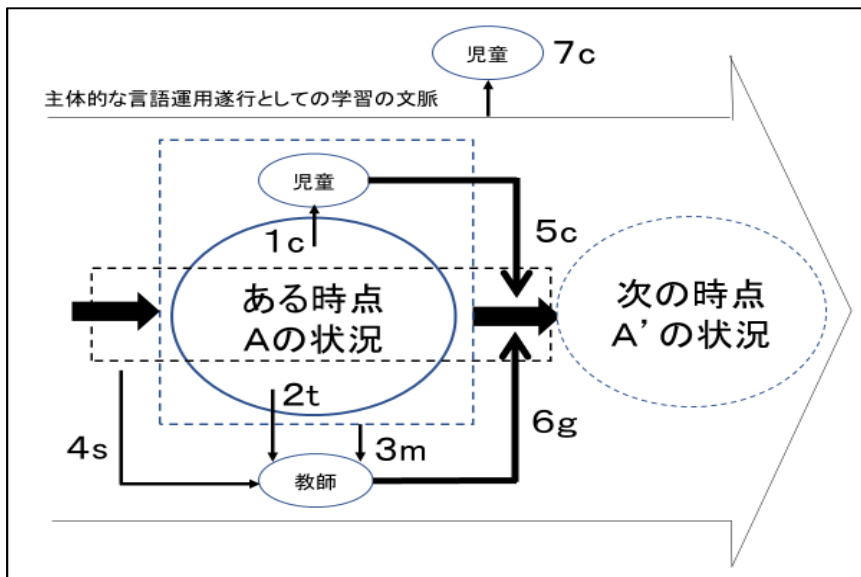 児童
7c
主体的な言語運用遂行としての学習の文脈
児童
1c
5c
ある時点
Aの状況
次の時点
A’の状況
2t
3m
4s
6g
教師